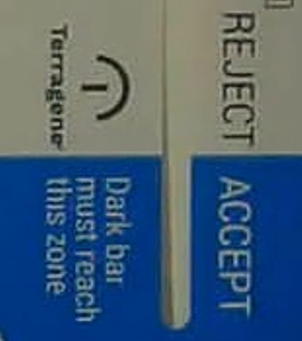 REJECT ACCEPT
Terragene
Dark bar
must reach
this zone